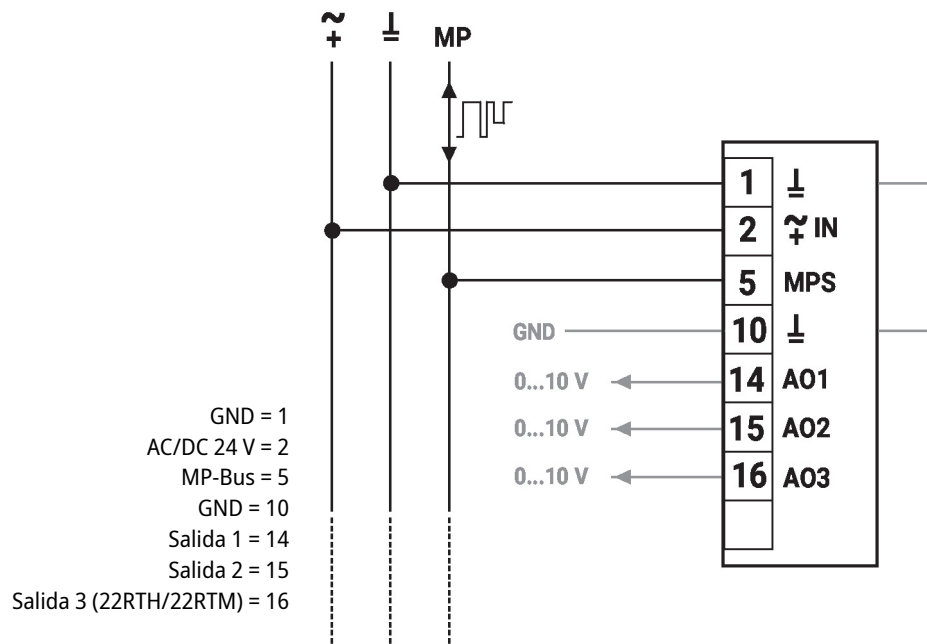 ~
+
⊥
MP
1 ⊥
2 ~
+ IN
5 MPS
GND 10 ⊥
0...10 V 14 AO1
0...10 V 15 AO2
0...10 V 16 AO3
GND = 1
AC/DC 24 V = 2
MP-Bus = 5
GND = 10
Salida 1 = 14
Salida 2 = 15
Salida 3 (22RTH/22RTM) = 16